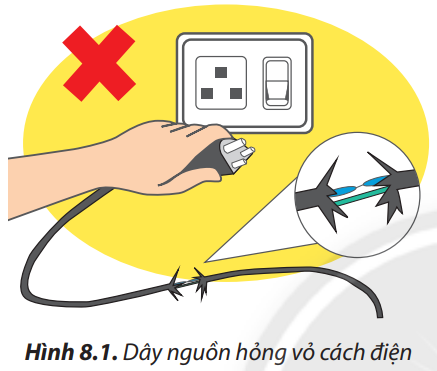 Hình 8.1. Dây nguồn hỏng vỏ cách điện